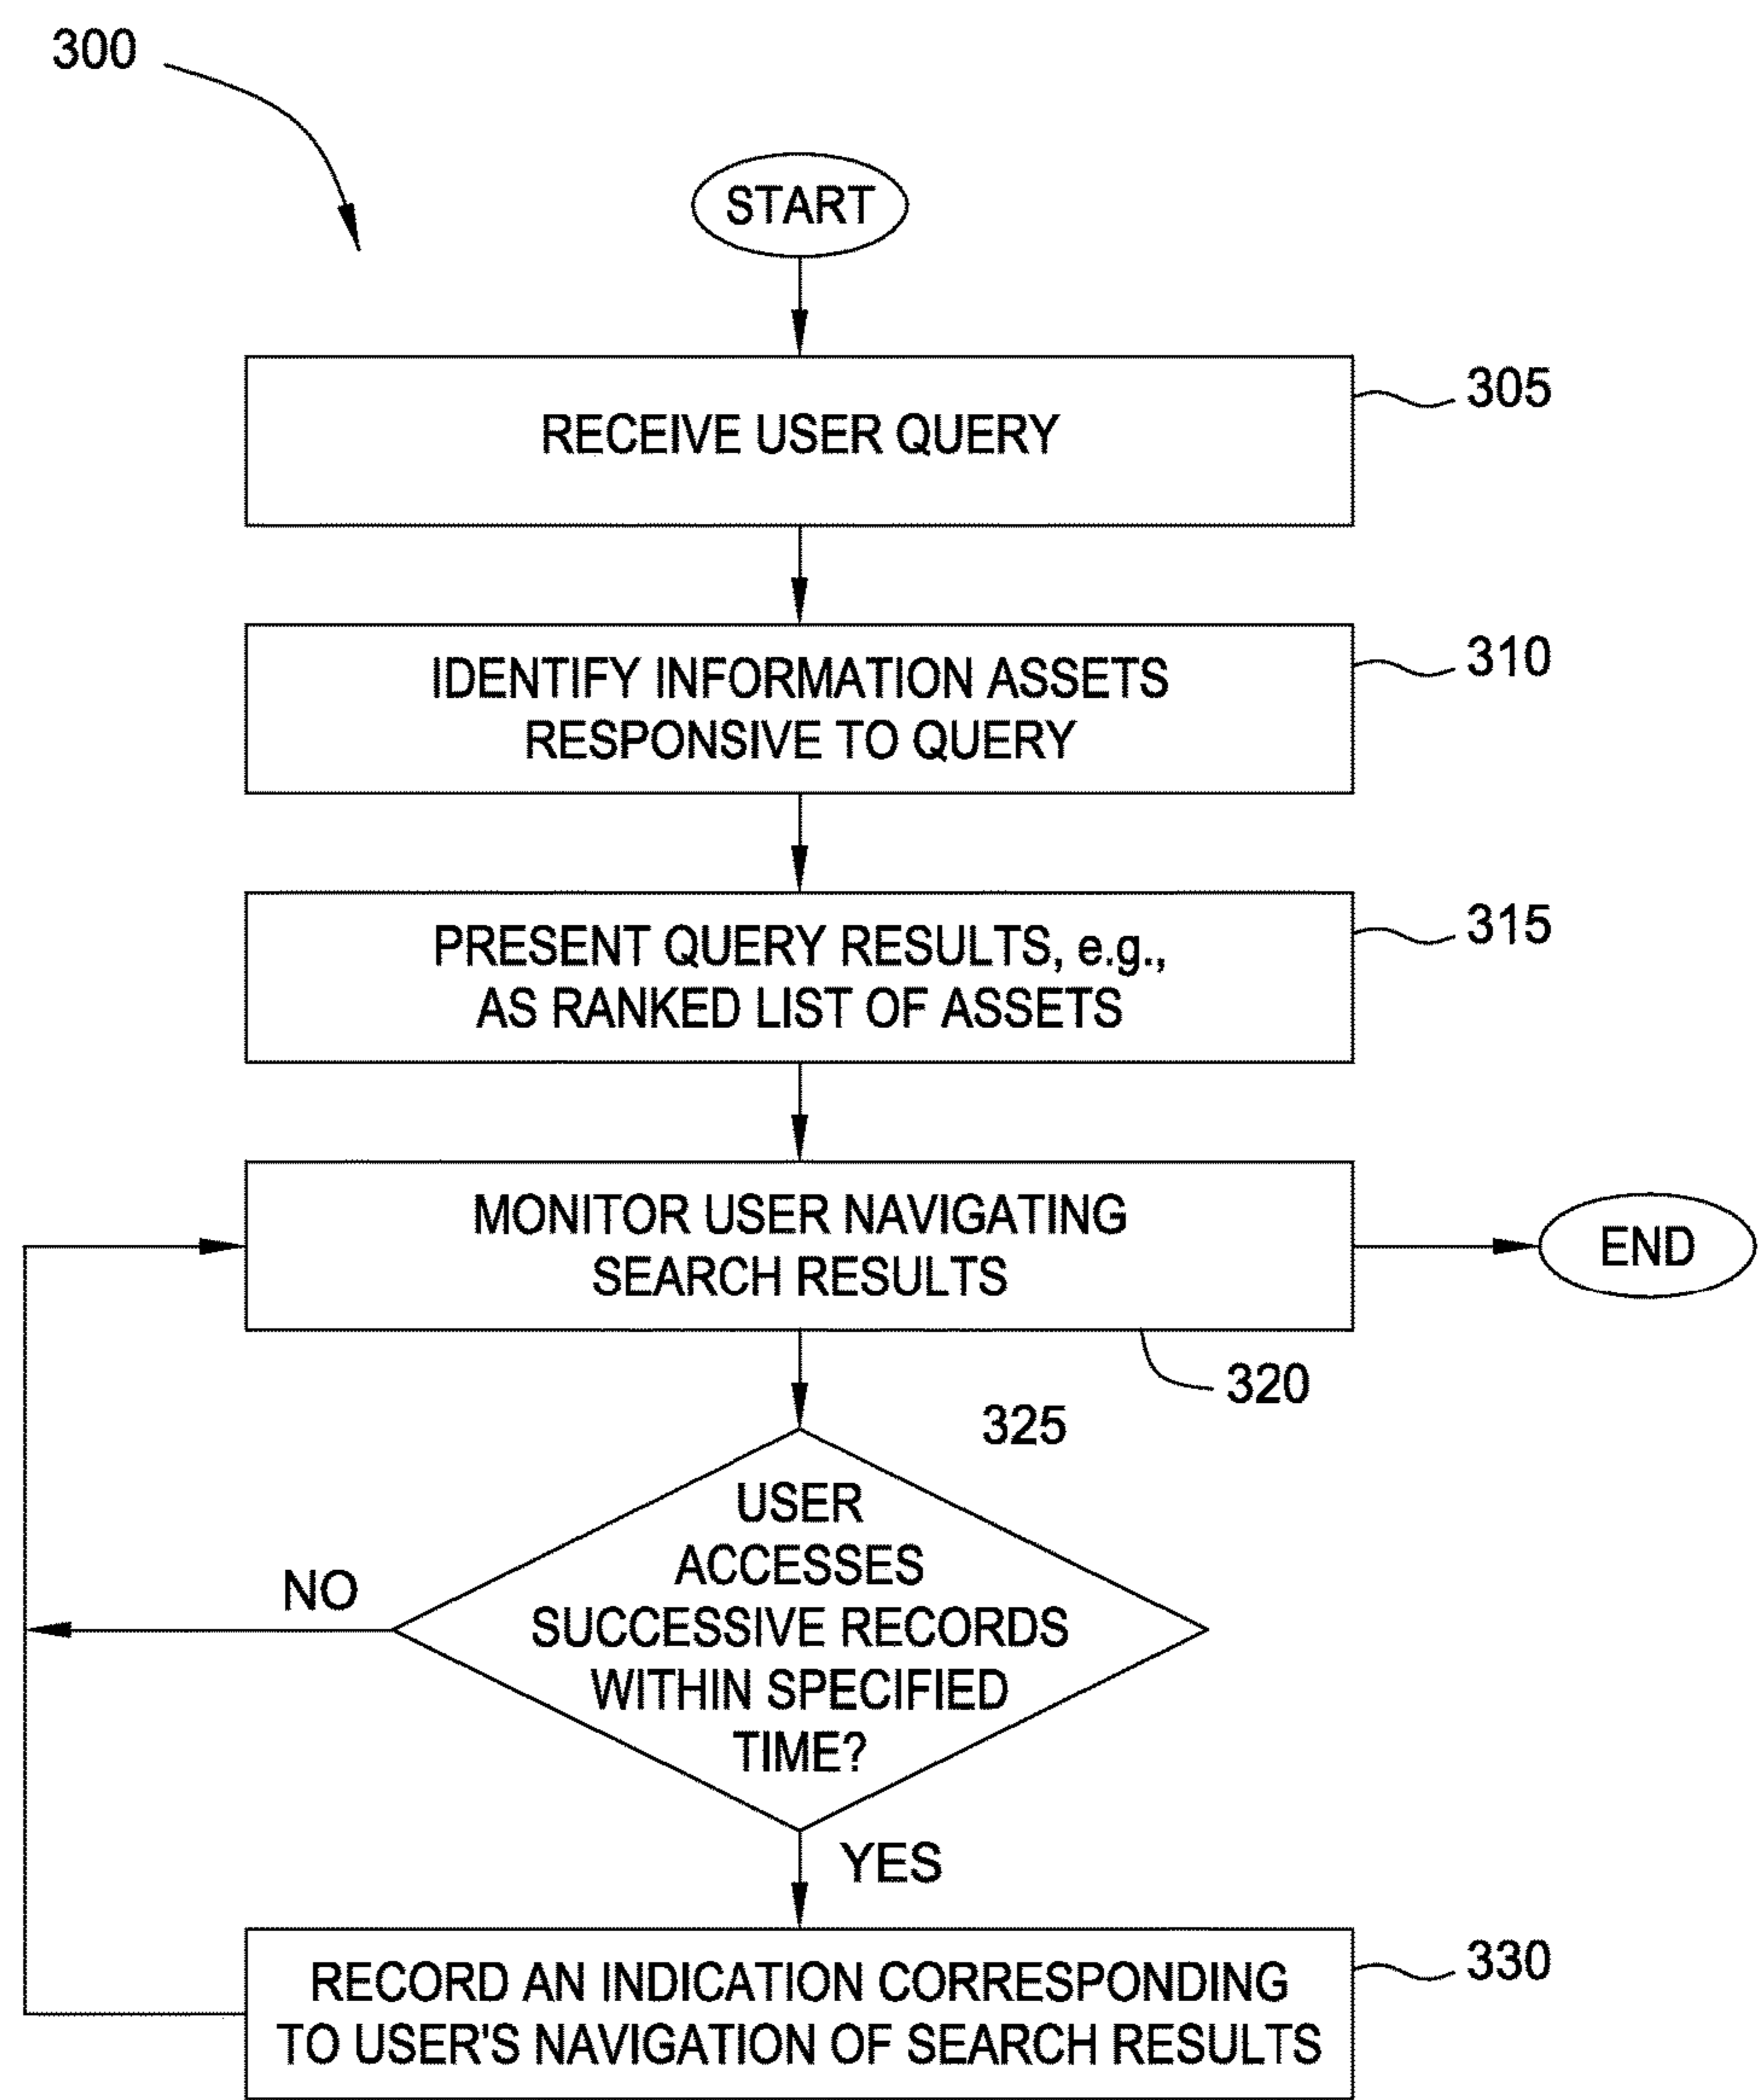 300
START
RECEIVE USER QUERY
305
IDENTIFY INFORMATION ASSETS
RESPONSIVE TO QUERY
310
PRESENT QUERY RESULTS, e.g.,
AS RANKED LIST OF ASSETS
315
MONITOR USER NAVIGATING
SEARCH RESULTS
END
320
325
USER
ACCESSES
SUCCESSIVE RECORDS
WITHIN SPECIFIED
TIME?
NO
YES
RECORD AN INDICATION CORRESPONDING
TO USER'S NAVIGATION OF SEARCH RESULTS
330